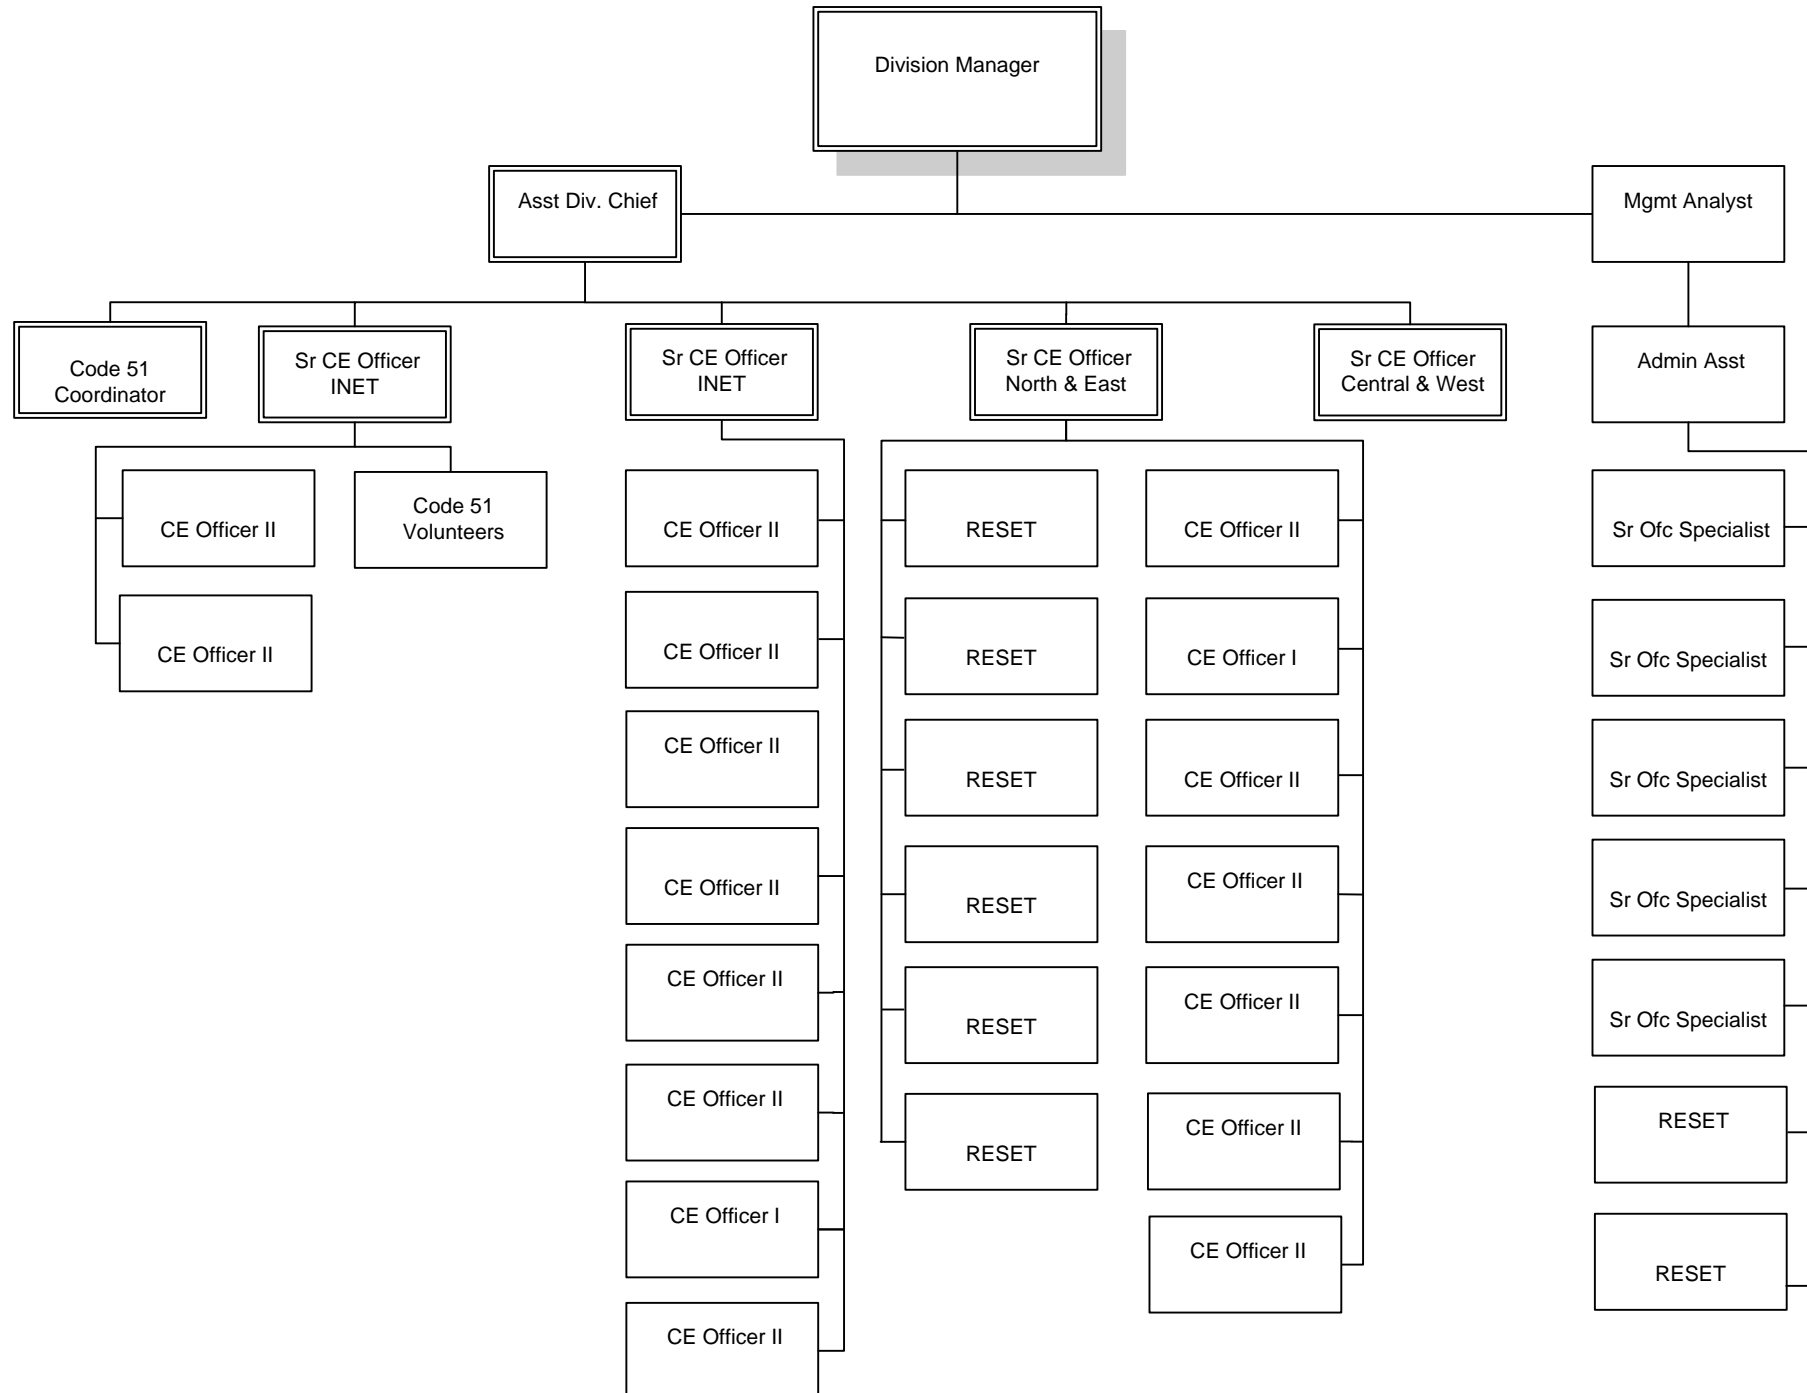 Division Manager
Asst Div. Chief
Mgmt Analyst
Code 51
Coordinator
Sr CE Officer
INET
Sr CE Officer
INET
Sr CE Officer
North & East
Sr CE Officer
Central & West
Admin Asst
CE Officer II
Code 51
Volunteers
CE Officer II
CE Officer II
CE Officer II
CE Officer II
CE Officer II
CE Officer II
CE Officer II
CE Officer I
CE Officer II
RESET
RESET
RESET
RESET
RESET
RESET
CE Officer II
CE Officer I
CE Officer II
CE Officer II
CE Officer II
CE Officer II
CE Officer II
Sr Ofc Specialist
Sr Ofc Specialist
Sr Ofc Specialist
Sr Ofc Specialist
Sr Ofc Specialist
RESET
RESET